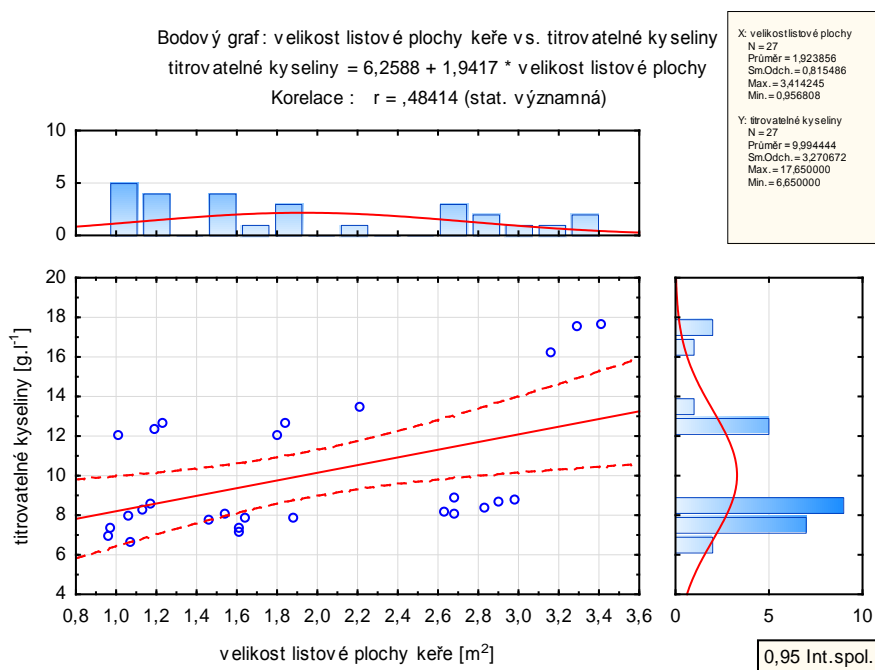 Bodový graf: velikost listové plochy keře vs. titrovatelné kyseliny
titrovatelné kyseliny = 6,2588 + 1,9417 * velikost listové plochy
Korelace : r = ,48414 (stat. významná)
X: velikost listové plochy
N = 27
Průměr = 1,923856
Sm.Odch. = 0,815486
Max. = 3,414245
Min. = 0,956808
Y: titrovatelné kyseliny
N = 27
Průměr = 9,994444
Sm.Odch. = 3,270672
Max. = 17,650000
Min. = 6,650000
10
5
0
20
18
16
14
12
10
8
6
4
titrovatelné kyseliny [g.l-1]
0,8 1,0 1,2 1,4 1,6 1,8 2,0 2,2 2,4 2,6 2,8 3,0 3,2 3,4 3,6
velikost listové plochy keře [m²]
0 5 10
0,95 Int.spol.